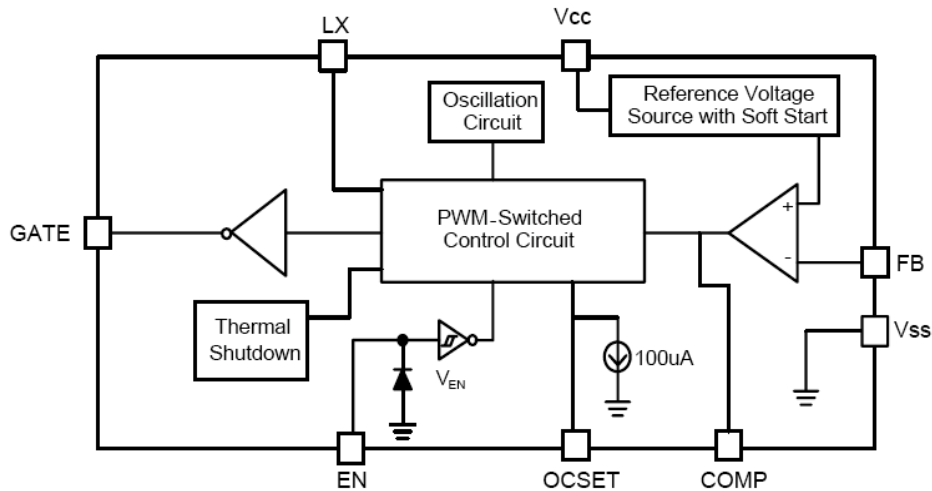 LX
Vcc
Oscillation
Circuit
Reference Voltage
Source with Soft Start
GATE
PWM-Switched
Control Circuit
+
-
FB
Thermal
Shutdown
VEN
100uA
Vss
EN
OCSET
COMP